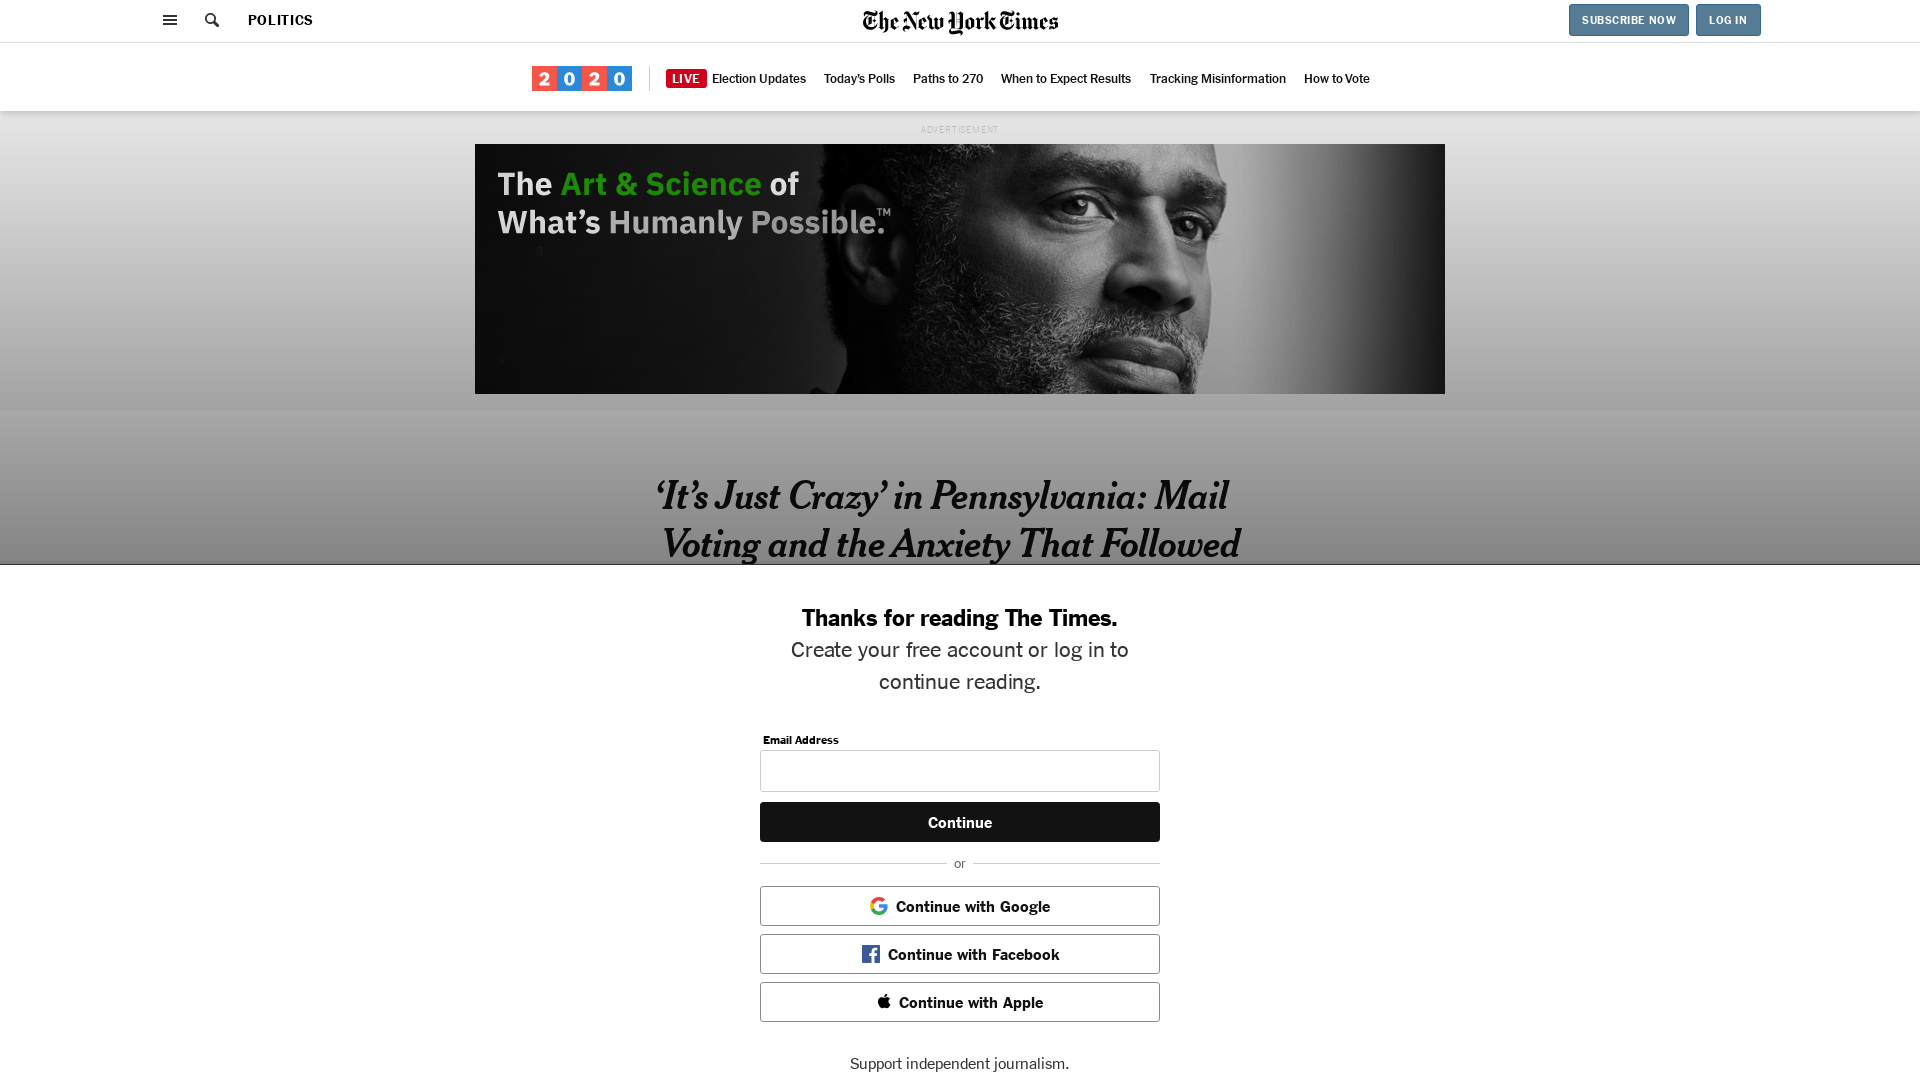 POLITICS
The New York Times
SUBSCRIBE NOW
LOG IN
2020
LIVE Election Updates
Today's Polls
Paths to 270
When to Expect Results
Tracking Misinformation
How to Vote
ADVERTISEMENT
The Art & Science of
What's Humanly Possible.™
‘It’s Just Crazy’ in Pennsylvania: Mail
Voting and the Anxiety That Followed
Thanks for reading The Times.
Create your free account or log in to
continue reading.
Email Address
Continue
or
Continue with Google
Continue with Facebook
Continue with Apple
Support independent journalism.